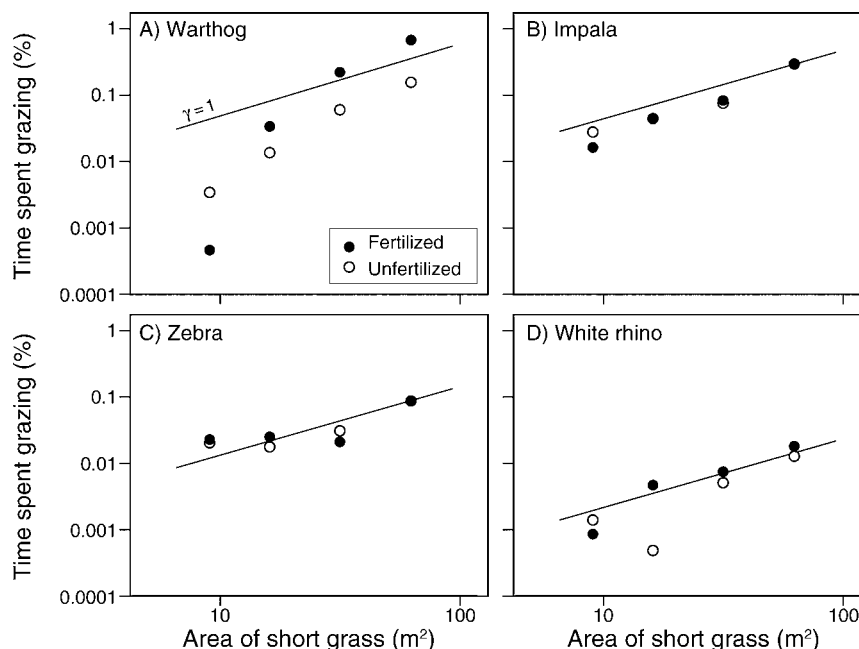 A) Warthog
B) Impala
Time spent grazing (%)
1
0.1
0.01
0.001
0.0001
γ = 1
Fertilized
Unfertilized
10
100
C) Zebra
D) White rhino
Time spent grazing (%)
1
0.1
0.01
0.001
0.0001
10
100
10
100
Area of short grass (m²)
Area of short grass (m²)